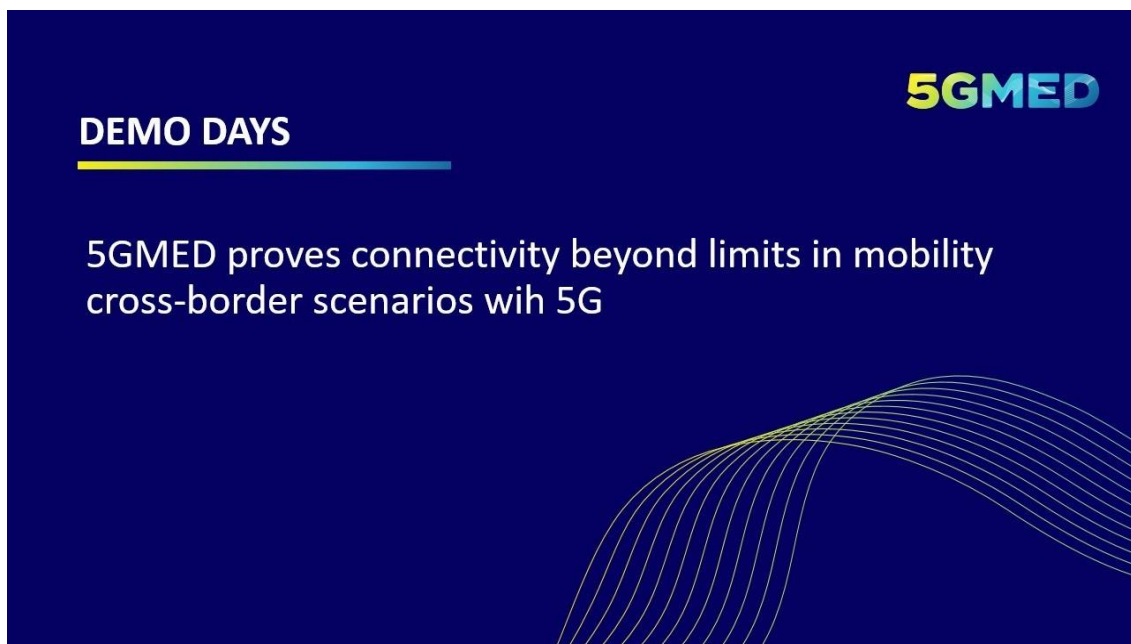 5GMED
DEMO DAYS
5GMED proves connectivity beyond limits in mobility
cross-border scenarios wih 5G